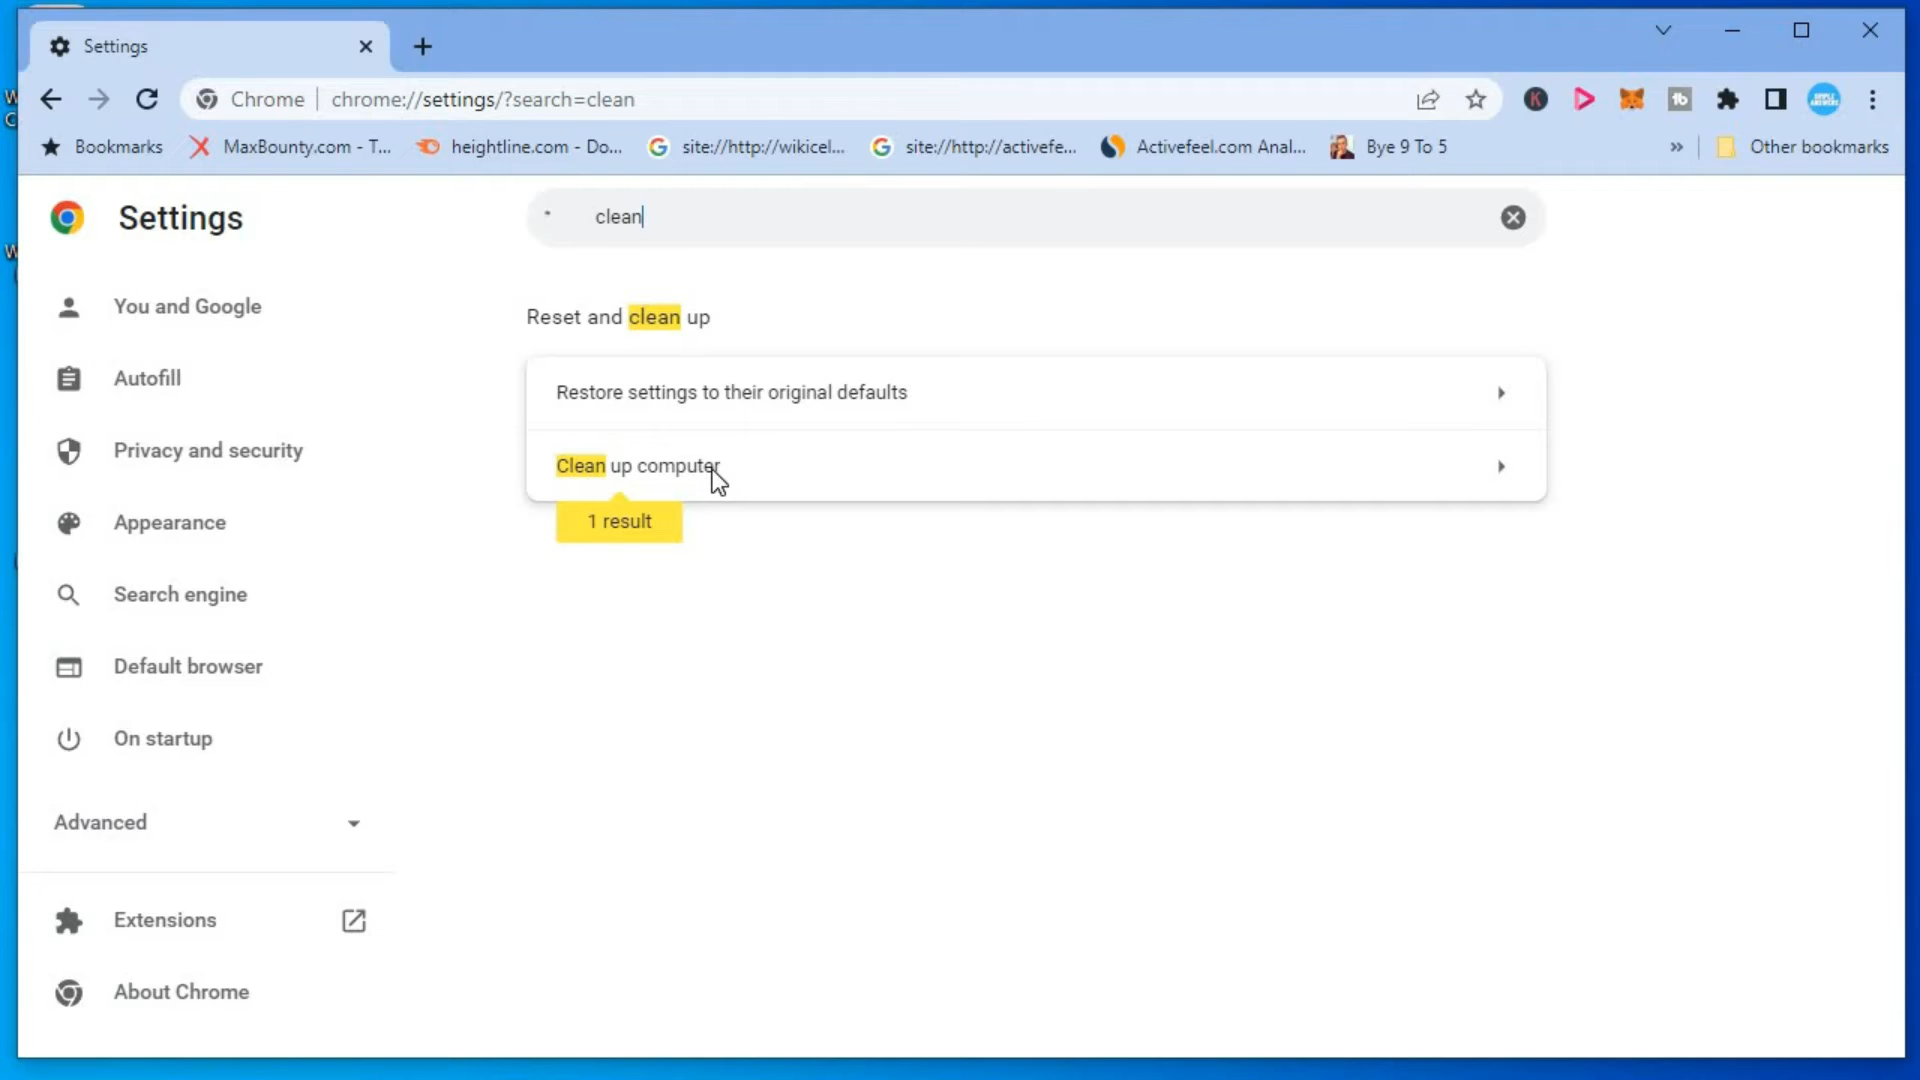 Settings
Chrome | chrome://settings/?search=clean
Bookmarks MaxBounty.com - T... heightline.com - Do... site://http://wikicel... site://http://activefe... Activefeel.com Anal... Bye 9 To 5 » Other bookmarks
Settings
clean
You and Google
Reset and clean up
Autofill
Restore settings to their original defaults
Privacy and security
Clean up computer
Appearance
1 result
Search engine
Default browser
On startup
Advanced
Extensions
About Chrome